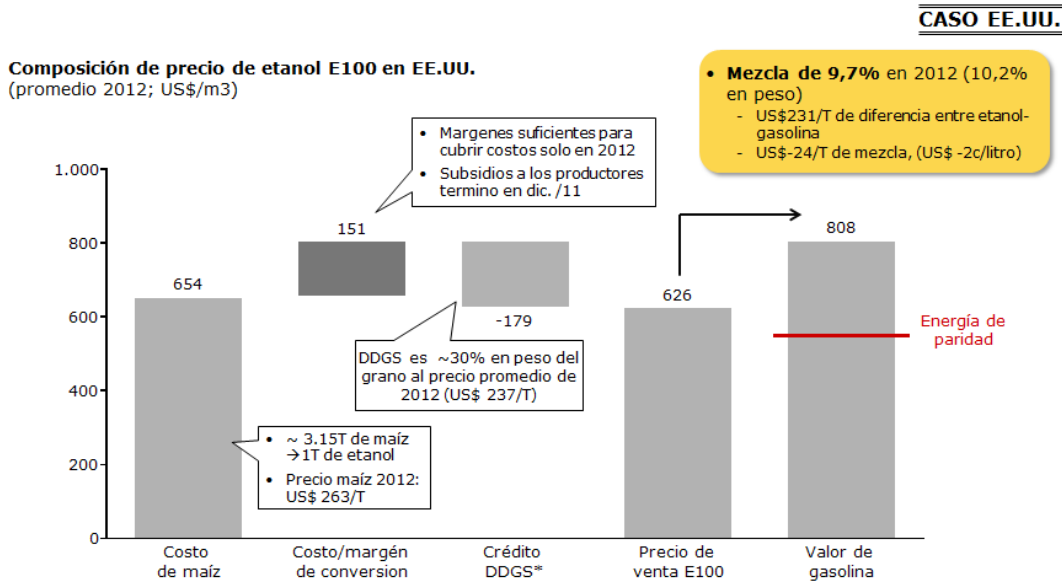 CASO EE.UU.
Composición de precio de etanol E100 en EE.UU.
(promedio 2012; US$/m3)
• Mezcla de 9,7% en 2012 (10,2%
en peso)
- US$231/T de diferencia entre etanol-
gasolina
- US$-24/T de mezcla, (US$ -2c/litro)
• Margenes suficientes para
cubrir costos solo en 2012
• Subsidios a los productores
termino en dic. /11
1.000
800
600
400
200
0
654
151
-179
626
808
Energía de
paridad
DDGS es ~30% en peso del
grano al precio promedio de
2012 (US$ 237/T)
• ~ 3.15T de maíz
→1T de etanol
• Precio maíz 2012:
US$ 263/T
Costo
de maíz
Costo/margén
de conversion
Crédito
DDGS*
Precio de
venta E100
Valor de
gasolina